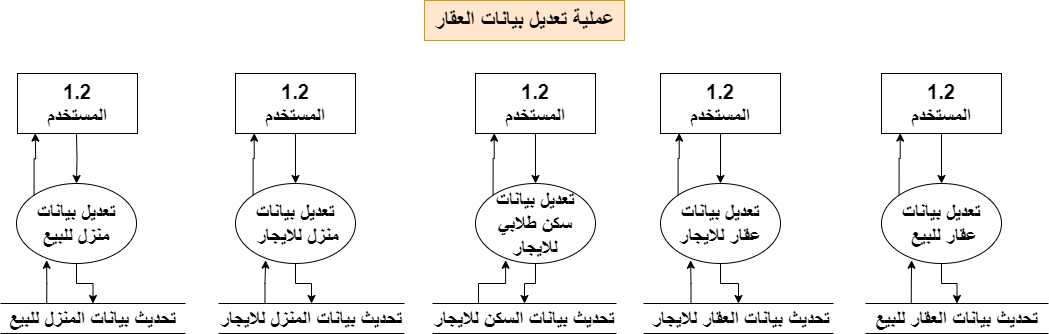 عملية تعديل بيانات العقار
1.2
المستخدم
1.2
المستخدم
1.2
المستخدم
1.2
المستخدم
1.2
المستخدم
تعديل بيانات
عقار للبيع
تعديل بيانات
عقار للايجار
تعديل بيانات
سكن طلابي
للايجار
تعديل بيانات
منزل للايجار
تعديل بيانات
منزل للبيع
تحديث بيانات العقار للبيع
تحديث بيانات العقار للايجار
تحديث بيانات السكن للايجار
تحديث بيانات المنزل للايجار
تحديث بيانات المنزل للبيع